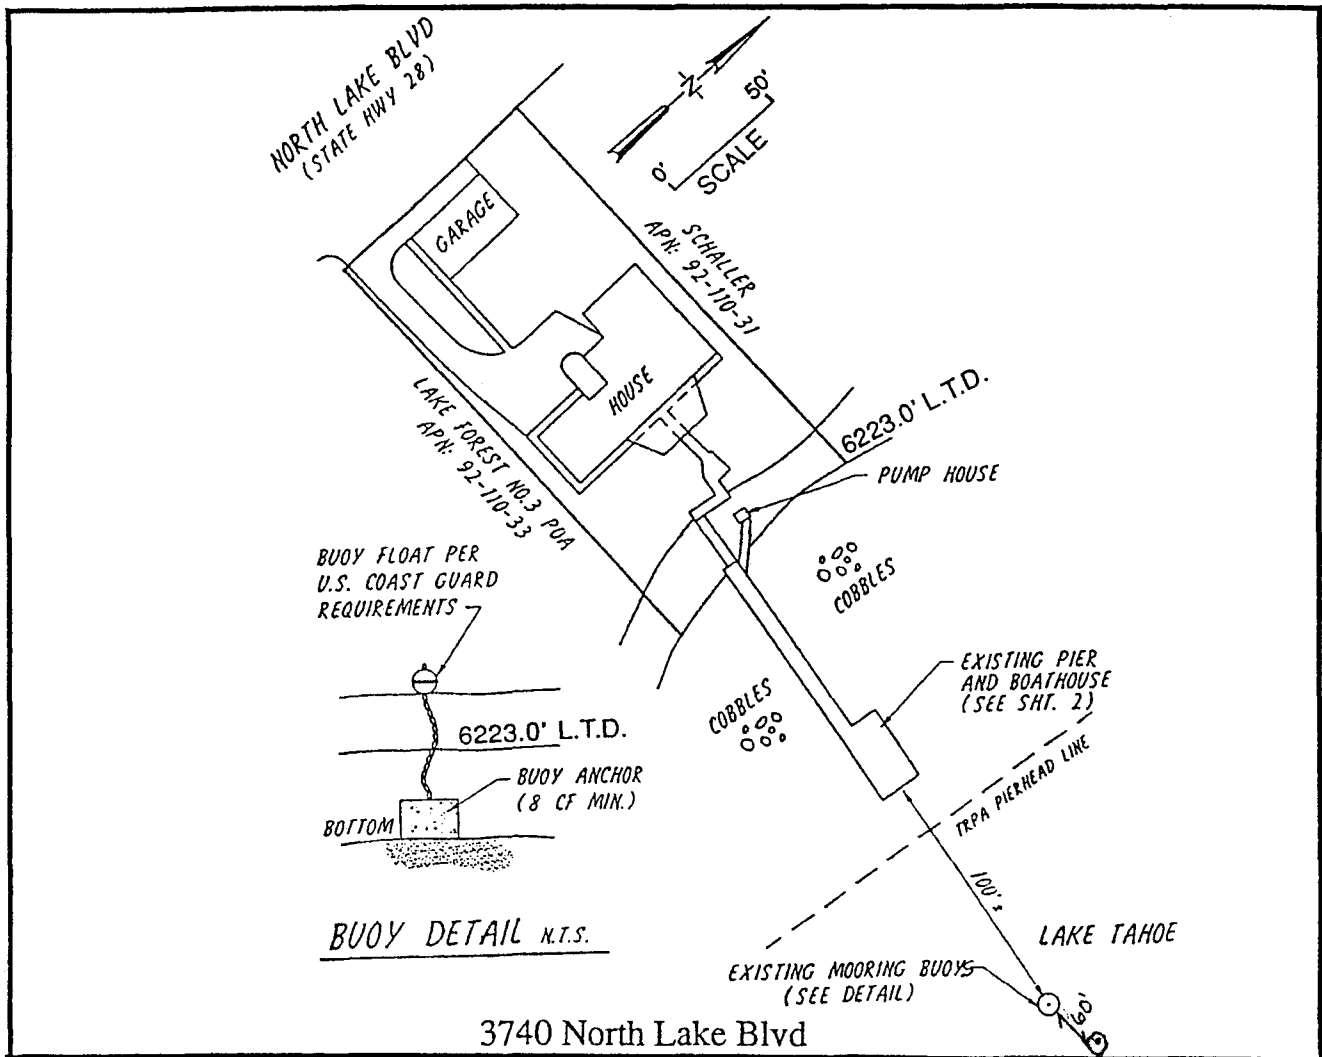 NORTH LAKE BLVD
(STATE HWY 28)
N
0'
50'
SCALE
GARAGE
SCHALLER
APN: 92-110-31
HOUSE
LAKE FOREST NO.3 POA
APN: 92-110-33
6223.0' L.T.D.
PUMP HOUSE
COBBLES
BUOY FLOAT PER
U.S. COAST GUARD
REQUIREMENTS
EXISTING PIER
AND BOATHOUSE
(SEE SHT. 2)
COBBLES
6223.0' L.T.D.
BUOY ANCHOR
(8 CF MIN.)
BOTTOM
TRPA PIERHEAD LINE
100'±
BUOY DETAIL N.T.S.
LAKE TAHOE
EXISTING MOORING BUOYS
(SEE DETAIL)
60'
3740 North Lake Blvd